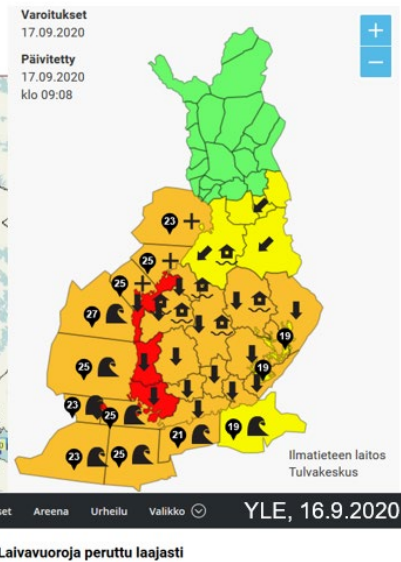 Varoitukset
17.09.2020
Päivitetty
17.09.2020
klo 09:08
+
−
23
25
25
27
25
23
25
23
25
21
19
19
19
Ilmatieteen laitos
Tulvakeskus
set Areena Urheilu Valikko YLE, 16.9.2020
Laivavuoroja peruttu laajasti